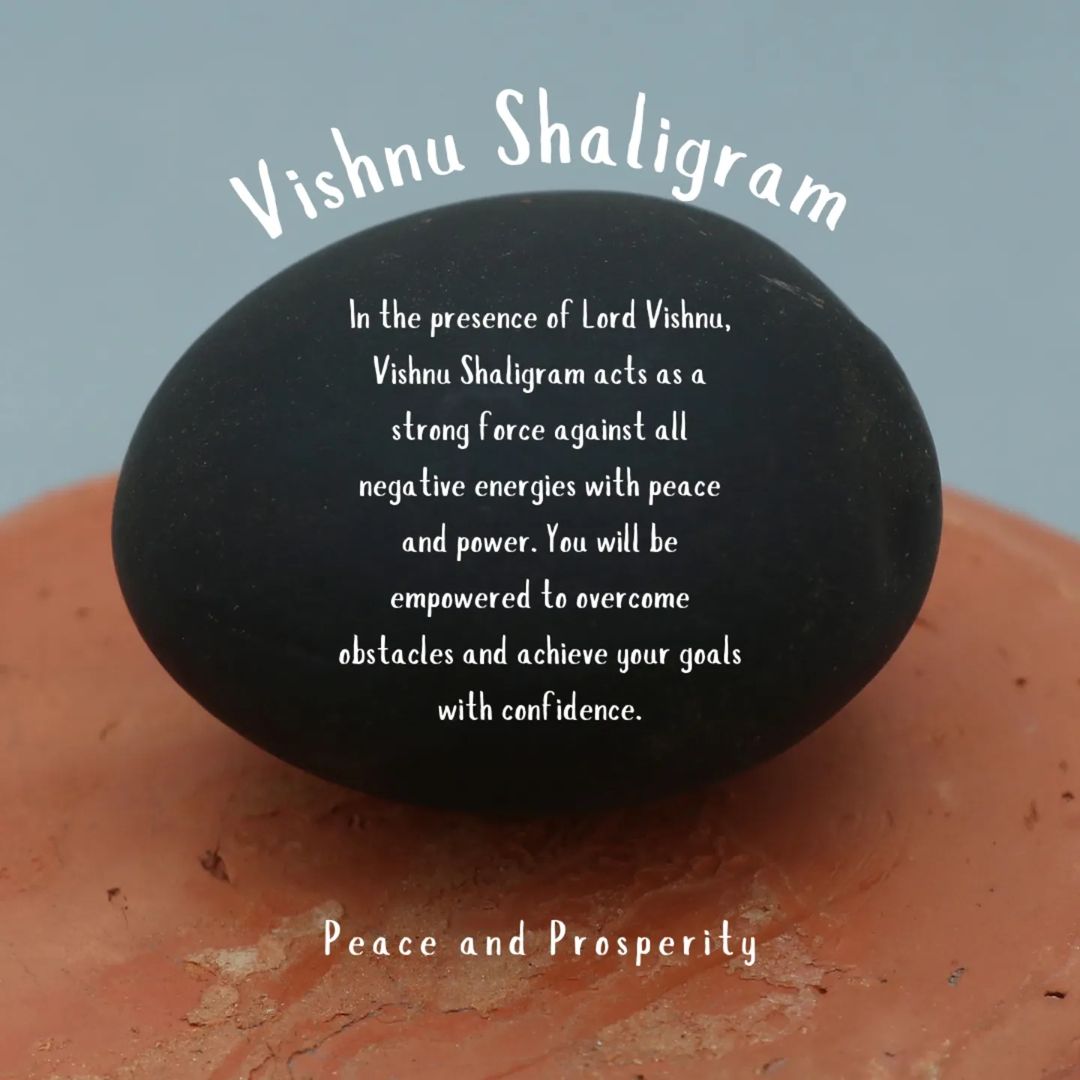 Vishnu Shaligram
In the presence of Lord Vishnu,
Vishnu Shaligram acts as a
strong force against all
negative energies with peace
and power. You will be
empowered to overcome
obstacles and achieve your goals
with confidence.
Peace and Prosperity